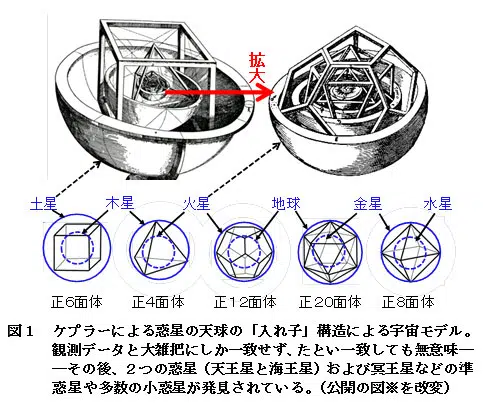 拡大
土星 木星 火星 地球 金星 水星
正6面体 正4面体 正12面体 正20面体 正8面体
図1 ケプラーによる惑星の天球の「入れ子」構造による宇宙モデル。
観測データと大雑把にしか一致せず、たとい一致しても無意味―
―その後、2つの惑星(天王星と海王星)および冥王星などの準
惑星や多数の小惑星が発見されている。(公開の図※を改変)